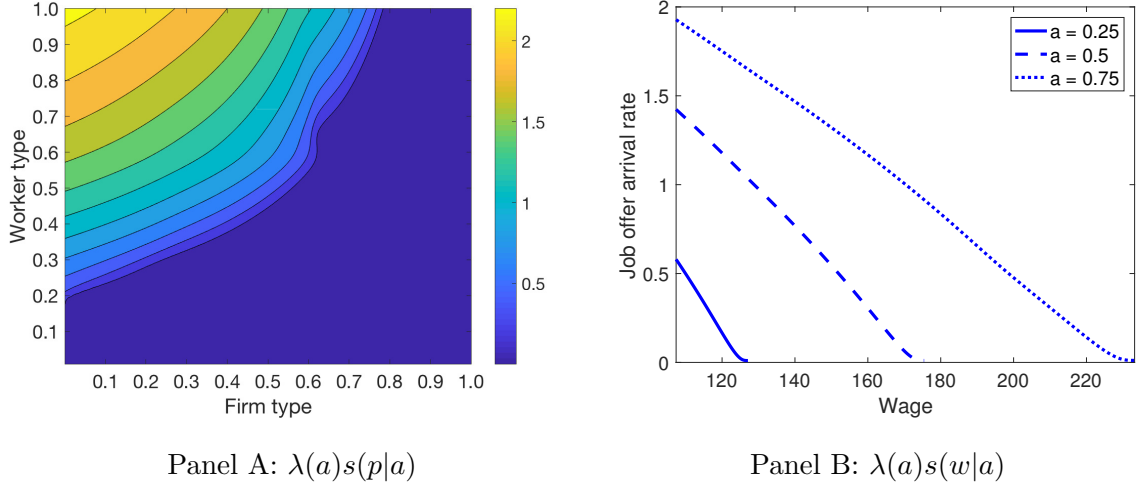 1.0
0.9
0.8
0.7
0.6
0.5
0.4
0.3
0.2
0.1
Worker type
0.1 0.2 0.3 0.4 0.5 0.6 0.7 0.8 0.9 1.0
Firm type
2
1.5
1
0.5
2
1.5
1
0.5
0
Job offer arrival rate
a = 0.25
a = 0.5
a = 0.75
120 140 160 180 200 220
Wage
Panel A: λ(a)s(p|a)
Panel B: λ(a)s(w|a)